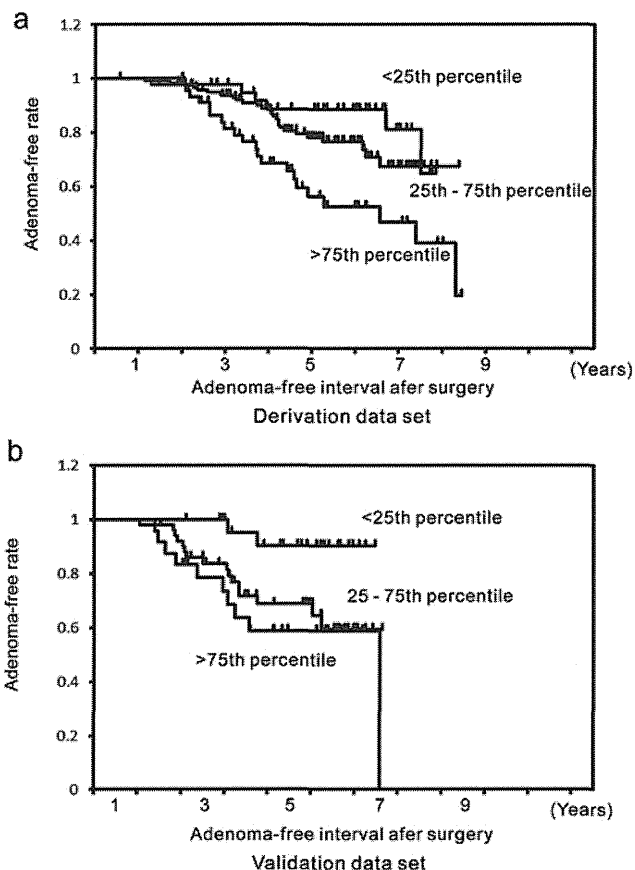 a
1.2
1
0.8
0.6
0.4
0.2
0
Adenoma-free rate
<25th percentile
25th - 75th percentile
>75th percentile
1 3 5 7 9 (Years)
Adenoma-free interval afer surgery
Derivation data set
b
1.2
1
0.8
0.6
0.4
0.2
0
Adenoma-free rate
<25th percentile
25 - 75th percentile
>75th percentile
1 3 5 7 9 (Years)
Adenoma-free interval afer surgery
Validation data set